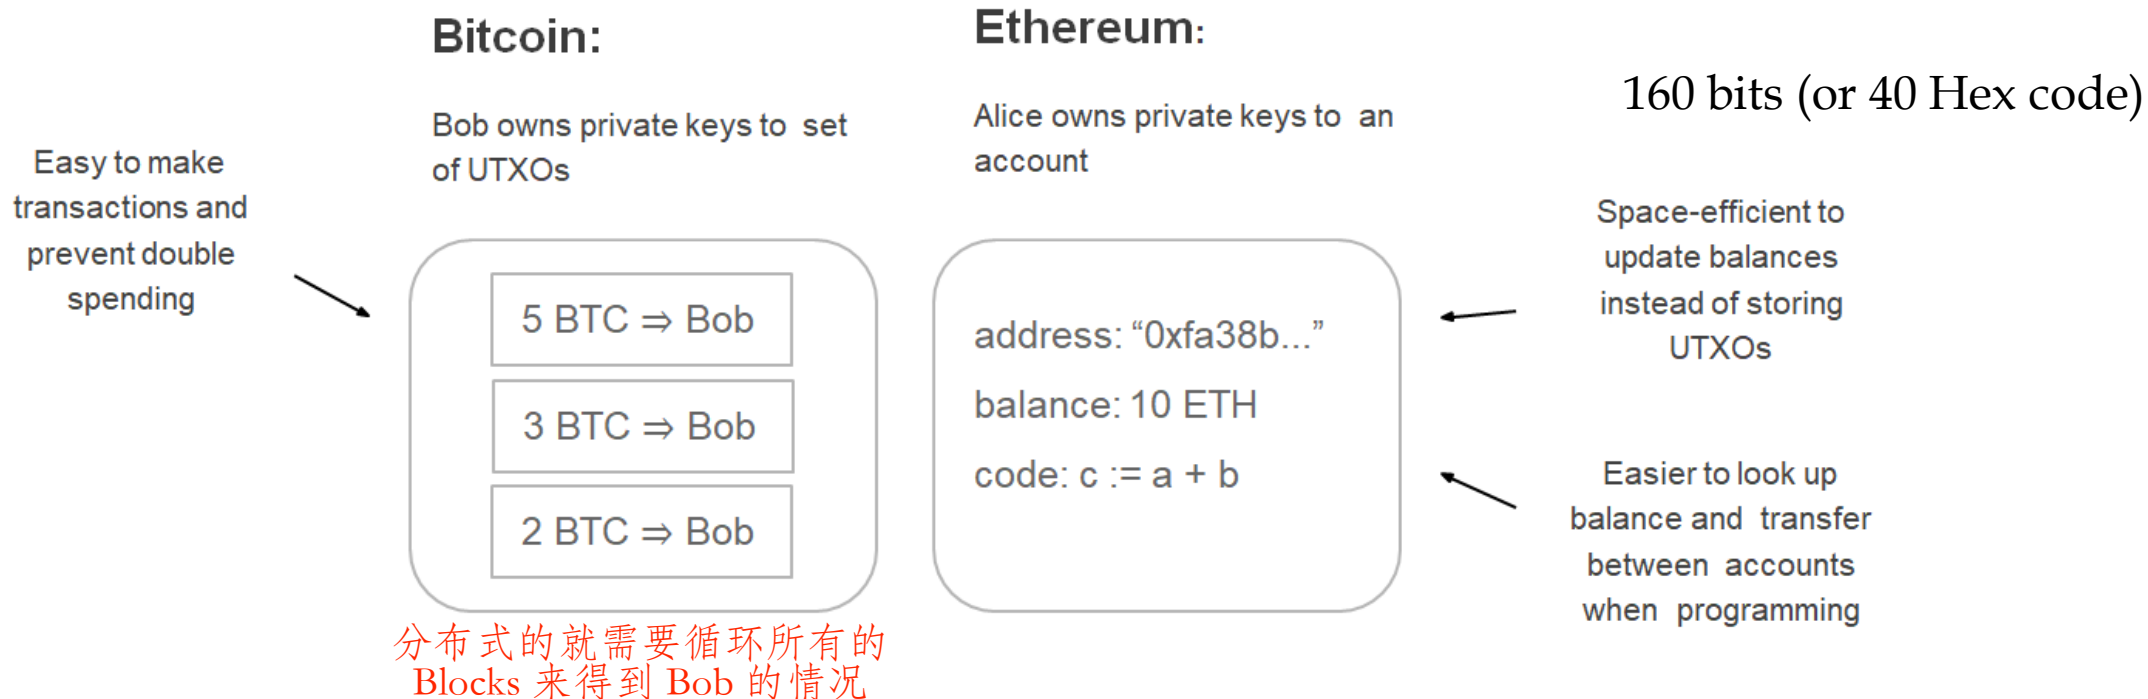 Bitcoin:
Bob owns private keys to set
of UTXOs
Easy to make
transactions and
prevent double
spending
5 BTC ⇒ Bob
3 BTC ⇒ Bob
2 BTC ⇒ Bob
分布式的就需要循环所有的
Blocks 来得到 Bob 的情况
Ethereum:
Alice owns private keys to an
account
address: “0xfa38b...”
balance: 10 ETH
code: c := a + b
160 bits (or 40 Hex code)
Space-efficient to
update balances
instead of storing
UTXOs
Easier to look up
balance and transfer
between accounts
when programming